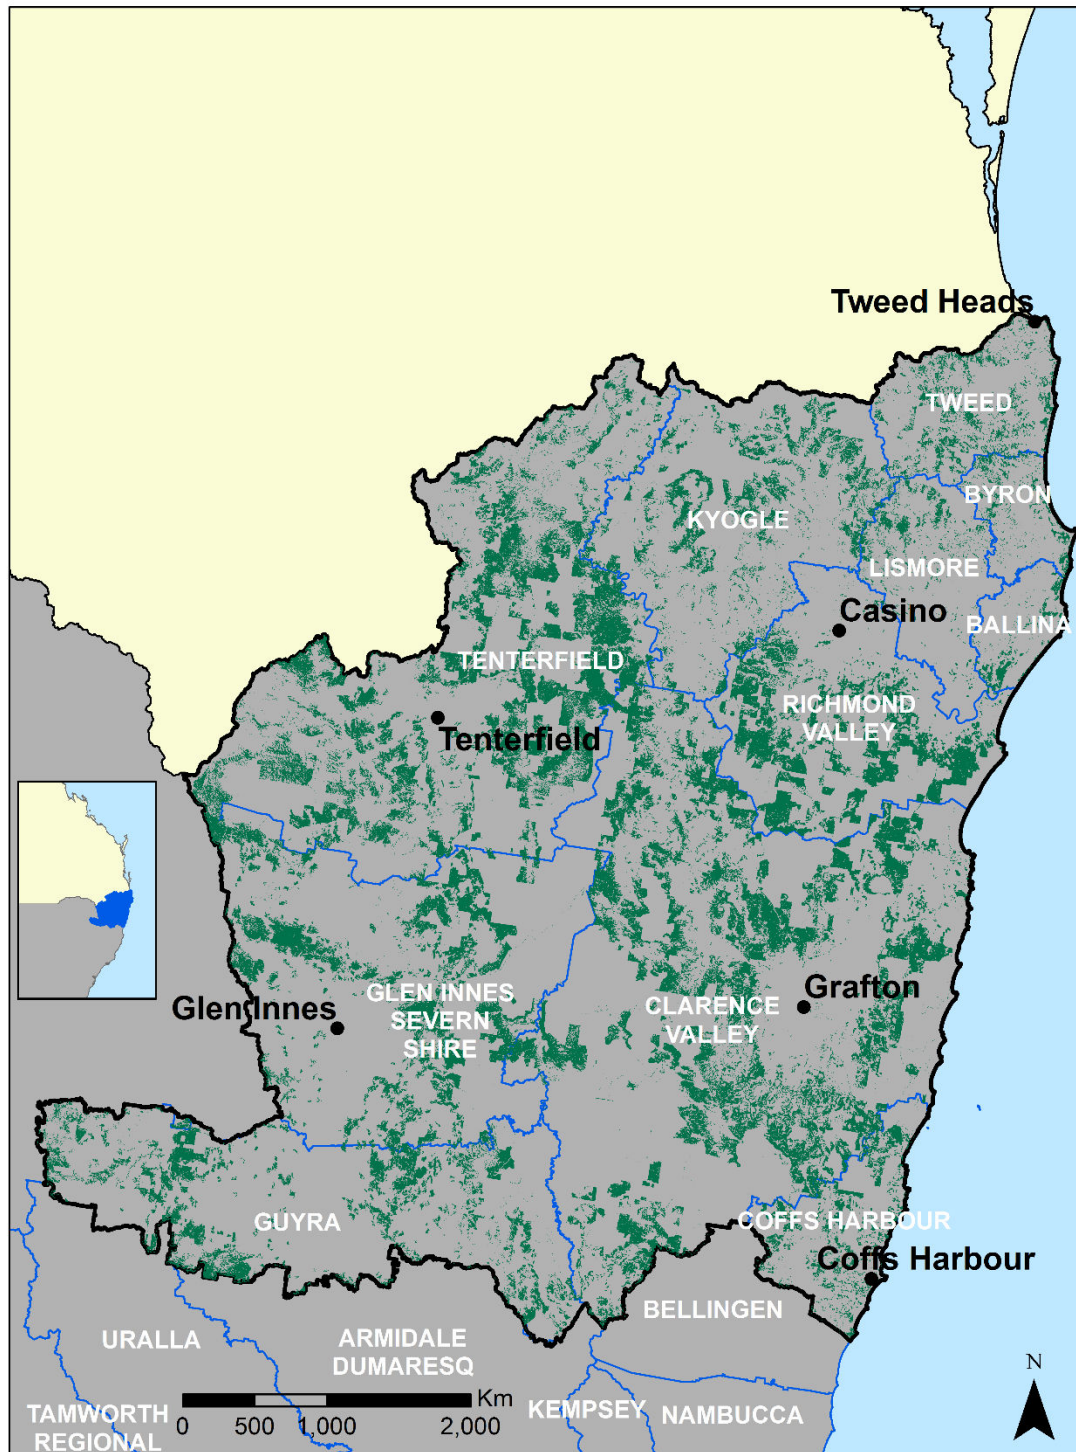 Tweed Heads
TWEED
BYRON
KYOGLE
LISMORE
Casino
BALLINA
TENTERFIELD
RICHMOND
VALLEY
Tenterfield
Grafton
GLEN INNES
SEVERN
SHIRE
CLARENCE
VALLEY
Glen Innes
GUYRA
COFFS HARBOUR
Coffs Harbour
BELLINGEN
URALLA
ARMIDALE
DUMARESQ
N
Km
0 500 1,000 2,000
KEMPSEY
NAMBUCCA
TAMWORTH
REGIONAL